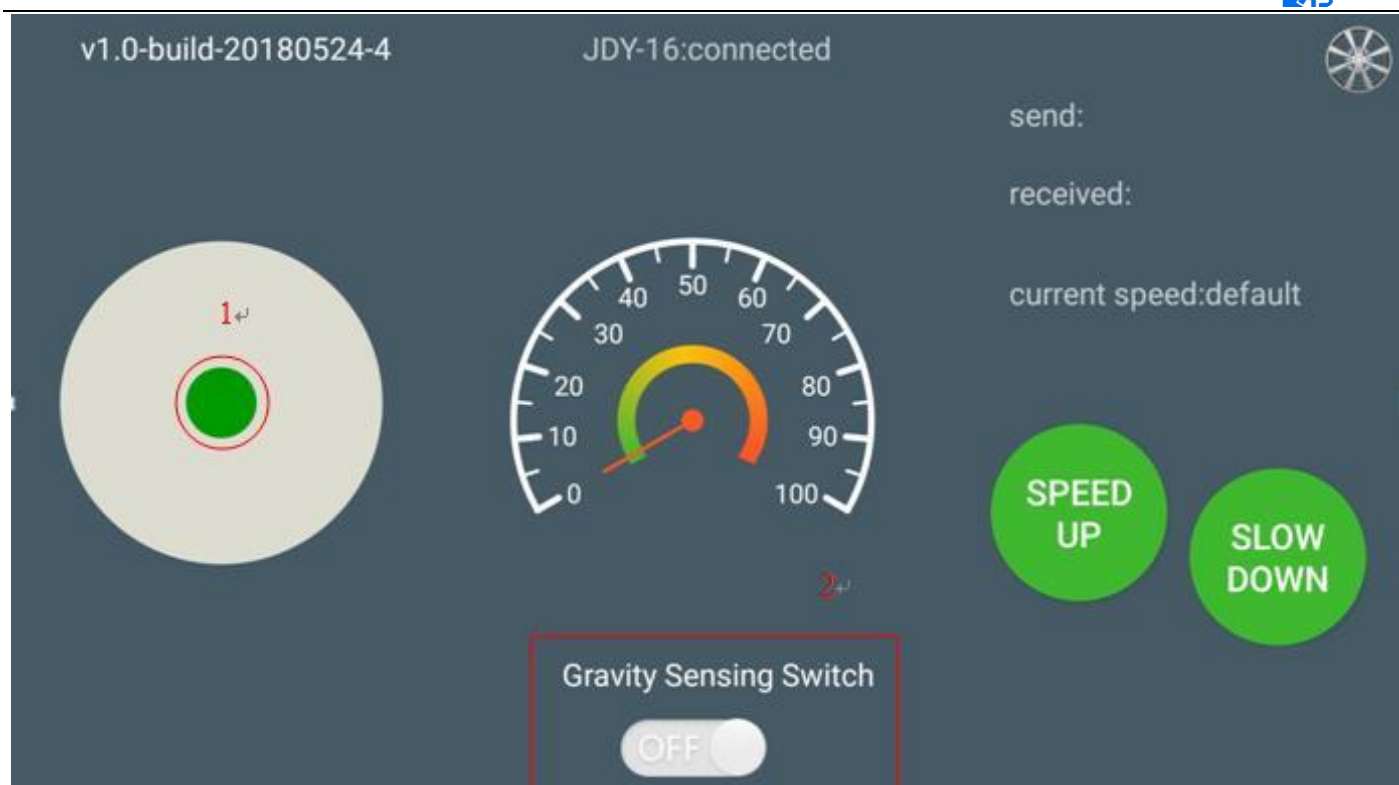 v1.0-build-20180524-4
JDY-16:connected
send:
received:
current speed:default
1
0
10
20
30
40
50
60
70
80
90
100
SPEED
UP
SLOW
DOWN
2
Gravity Sensing Switch
OFF